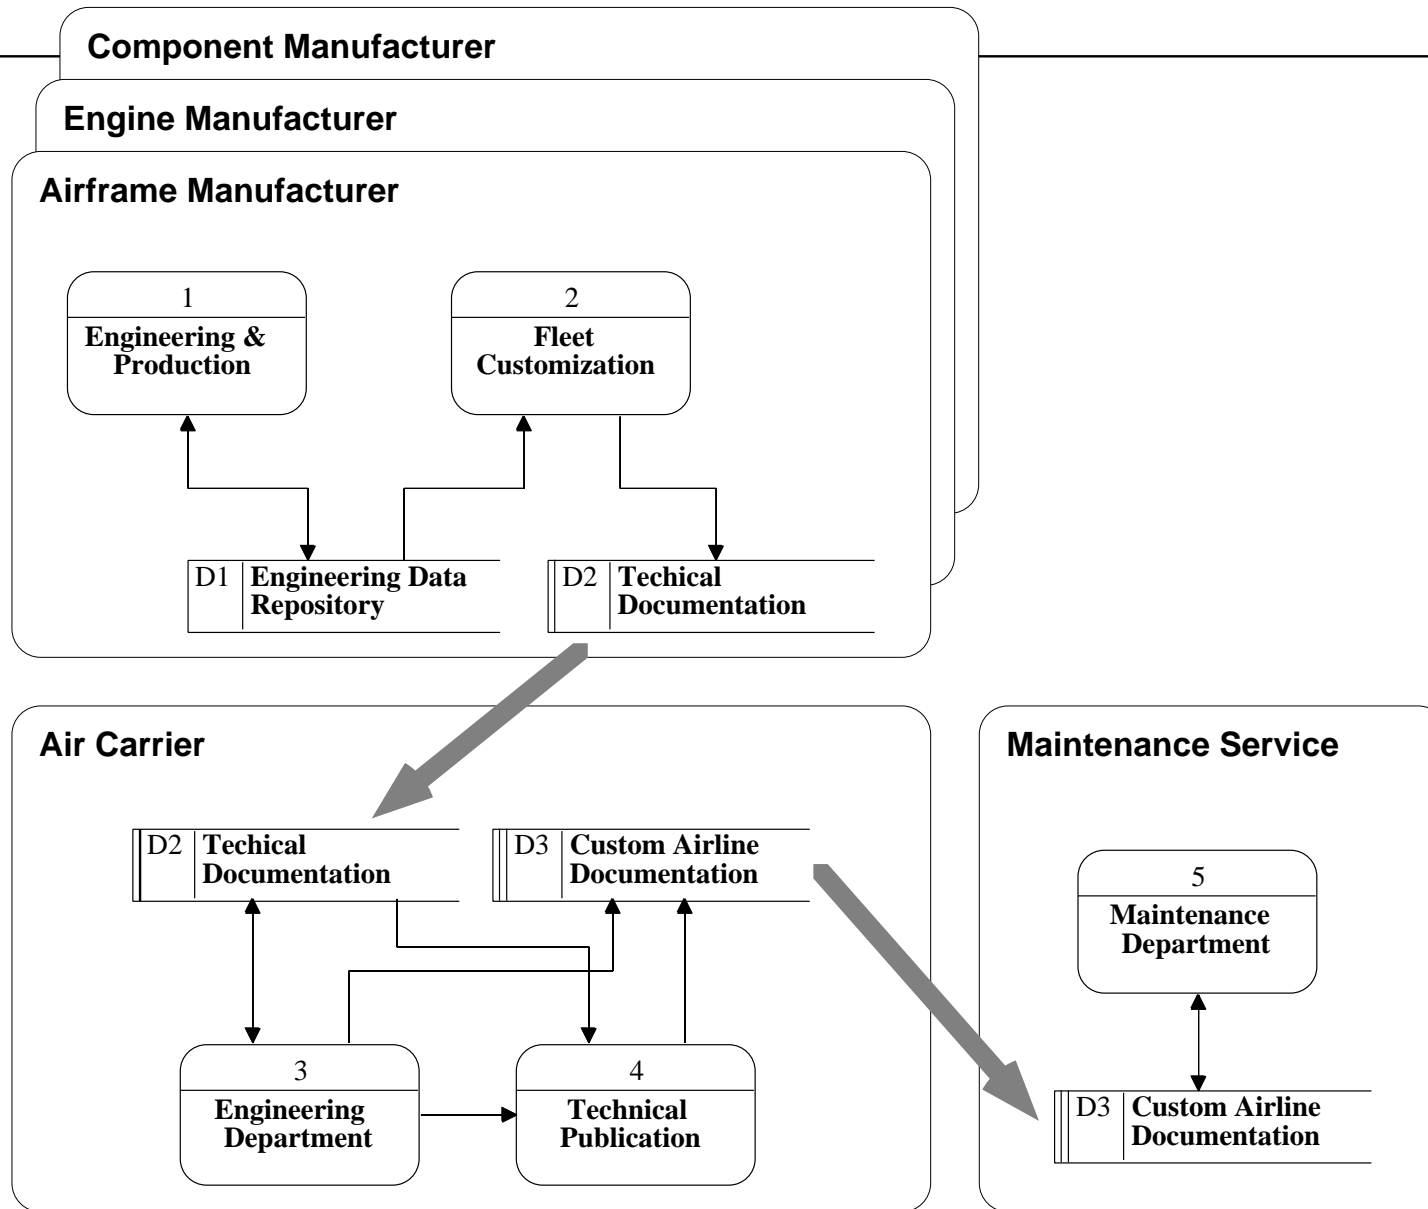 Component Manufacturer
Engine Manufacturer
Airframe Manufacturer
1
Engineering &
Production
2
Fleet
Customization
D1
Engineering Data
Repository
D2
Techical
Documentation
Air Carrier
D2
Techical
Documentation
D3
Custom Airline
Documentation
3
Engineering
Department
4
Technical
Publication
Maintenance Service
5
Maintenance
Department
D3
Custom Airline
Documentation